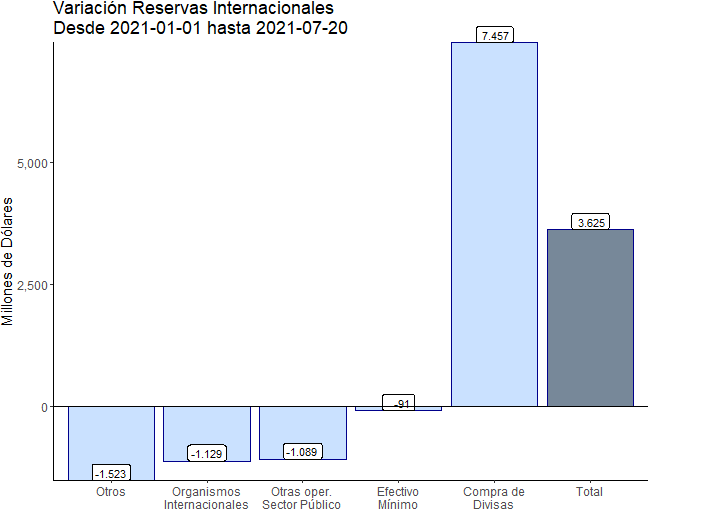 Variación Reservas Internacionales
Desde 2021-01-01 hasta 2021-07-20
Millones de Dólares
5,000
2,500
0
7.457
3.625
-91
-1.089
-1.129
-1.523
Otros
Organismos
Internacionales
Otras oper.
Sector Público
Efectivo
Mínimo
Compra de
Divisas
Total